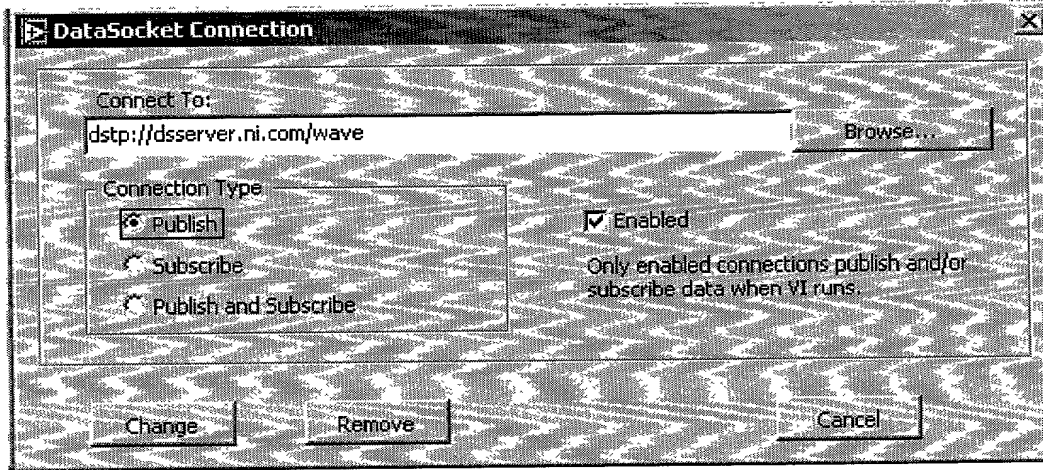 DataSocket Connection
Connect To:
dstp://dsserver.ni.com/wave
Browse...
Connection Type
Publish
Subscribe
Publish and Subscribe
Enabled
Only enabled connections publish and/or
subscribe data when VI runs.
Change
Remove
Cancel